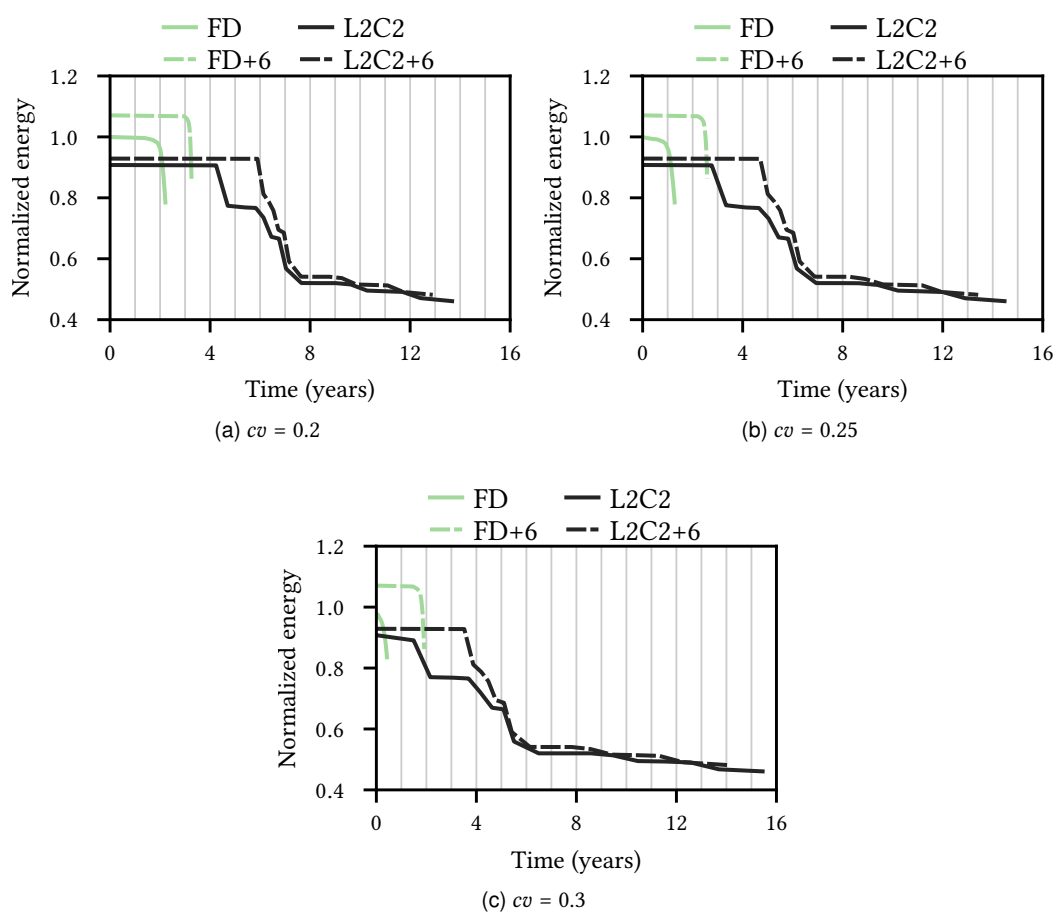 FD L2C2
FD+6 L2C2+6
1.2
1.0
0.8
0.6
0.4
Normalized energy
0 4 8 12 16
Time (years)
(a) cv = 0.2
FD L2C2
FD+6 L2C2+6
1.2
1.0
0.8
0.6
0.4
Normalized energy
0 4 8 12 16
Time (years)
(b) cv = 0.25
FD L2C2
FD+6 L2C2+6
1.2
1.0
0.8
0.6
0.4
Normalized energy
0 4 8 12 16
Time (years)
(c) cv = 0.3